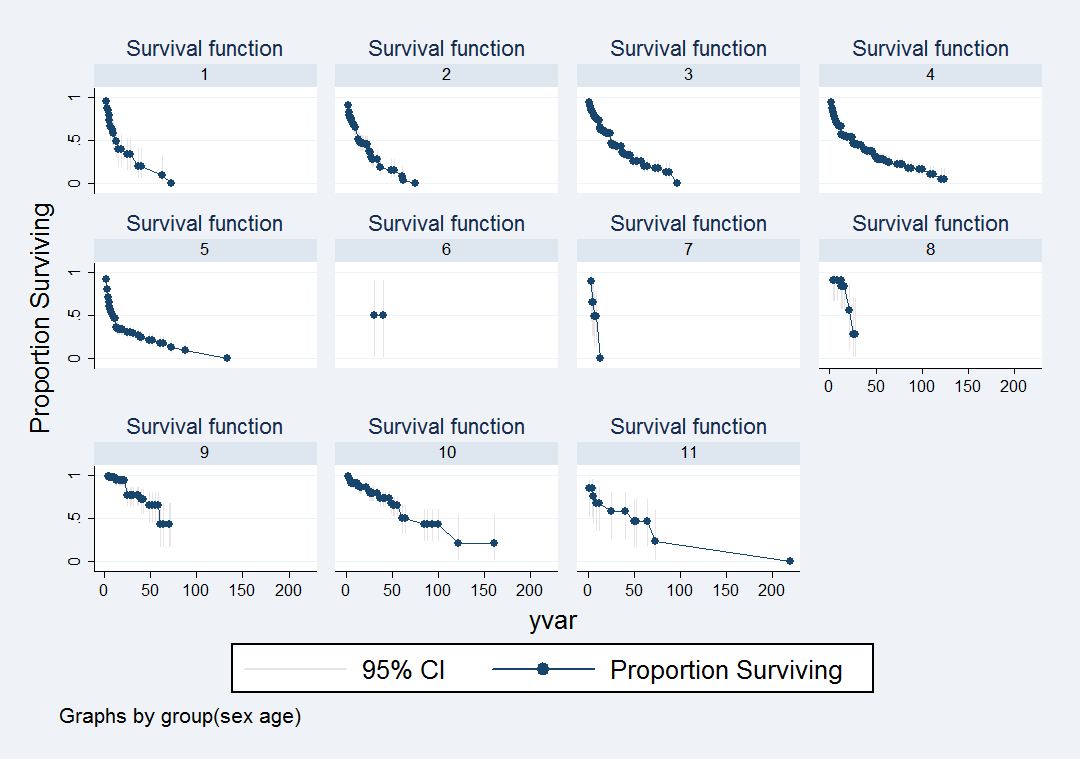 Survival function Survival function Survival function Survival function
1 2 3 4
1
.5
0
Survival function Survival function Survival function Survival function
5 6 7 8
1
.5
0
0 50 100 150 200
Survival function Survival function Survival function
9 10 11
1
.5
0
0 50 100 150 200 0 50 100 150 200 0 50 100 150 200
Proportion Surviving
yvar
95% CI Proportion Surviving
Graphs by group(sex age)